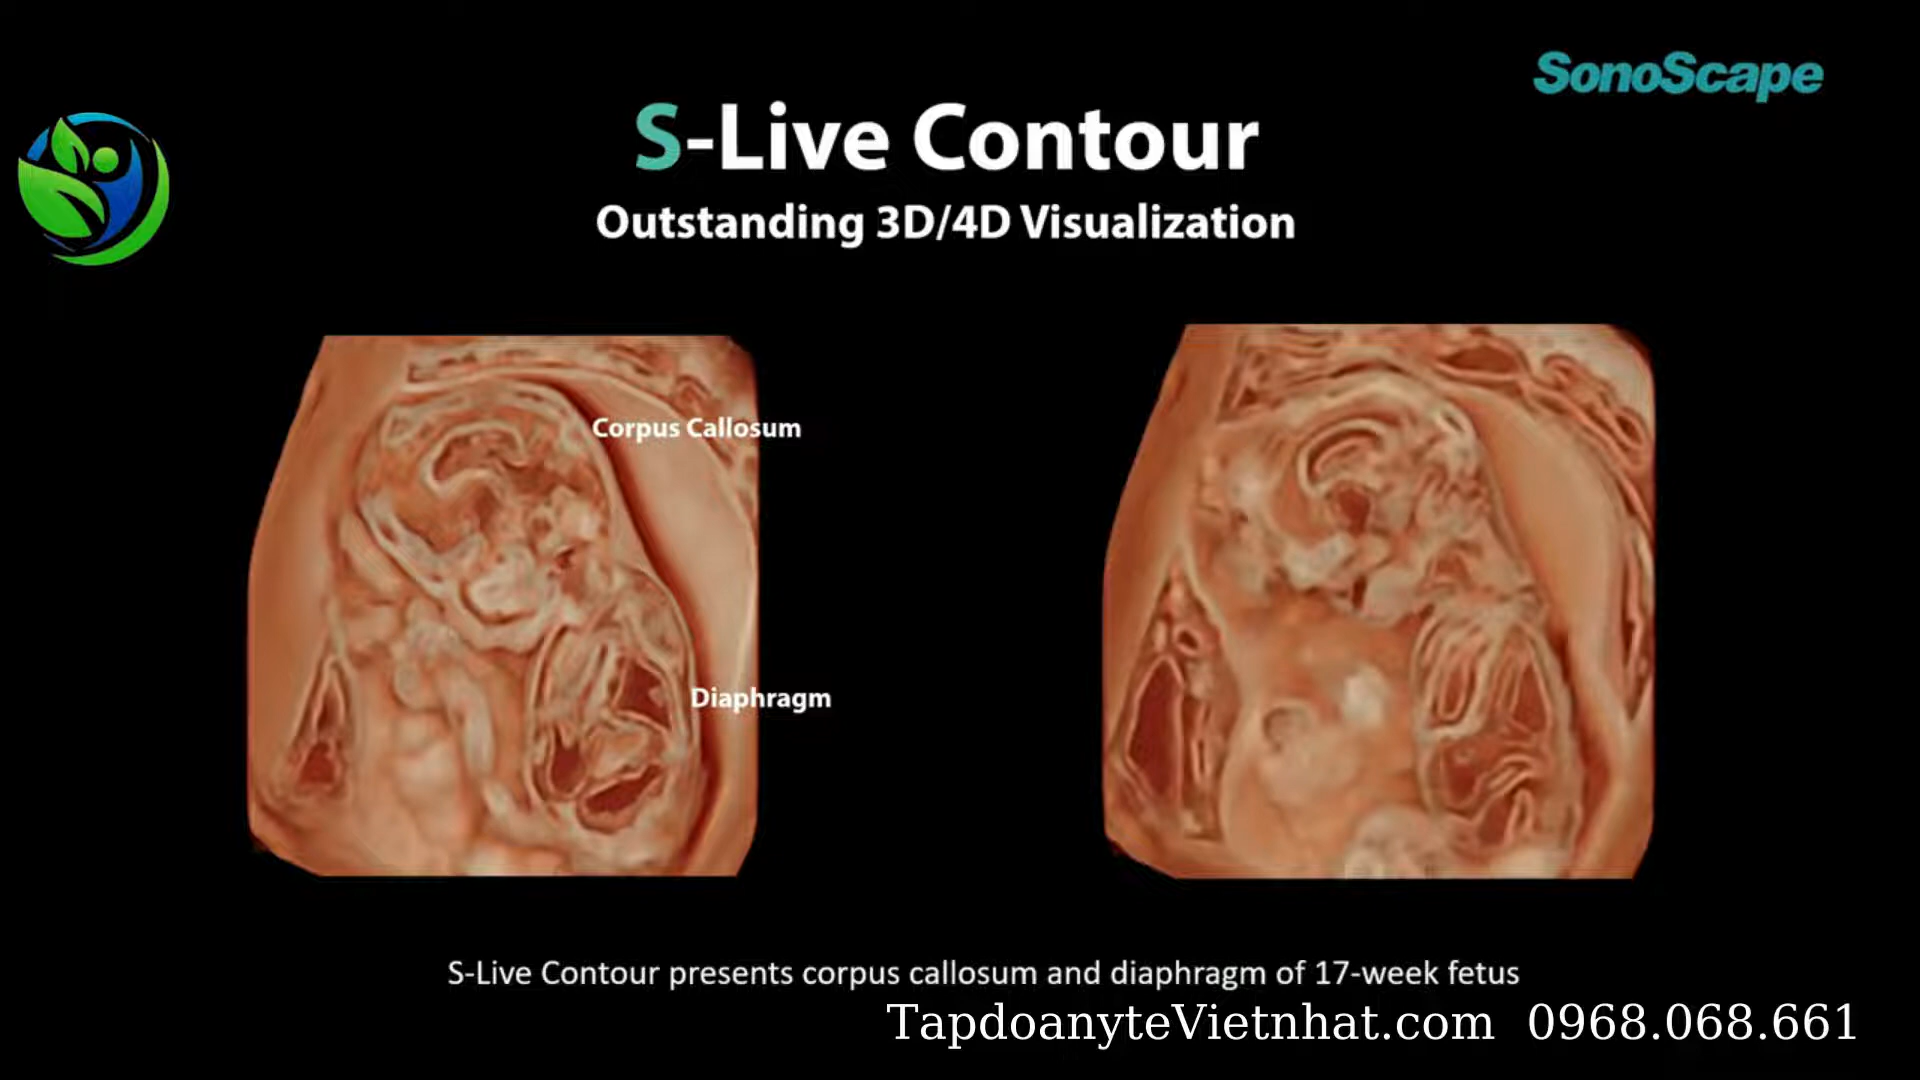 SonoScape
S-Live Contour
Outstanding 3D/4D Visualization
Corpus Callosum
Diaphragm
S-Live Contour presents corpus callosum and diaphragm of 17-week fetus
TapdoanyteVietnhat.com 0968.068.661